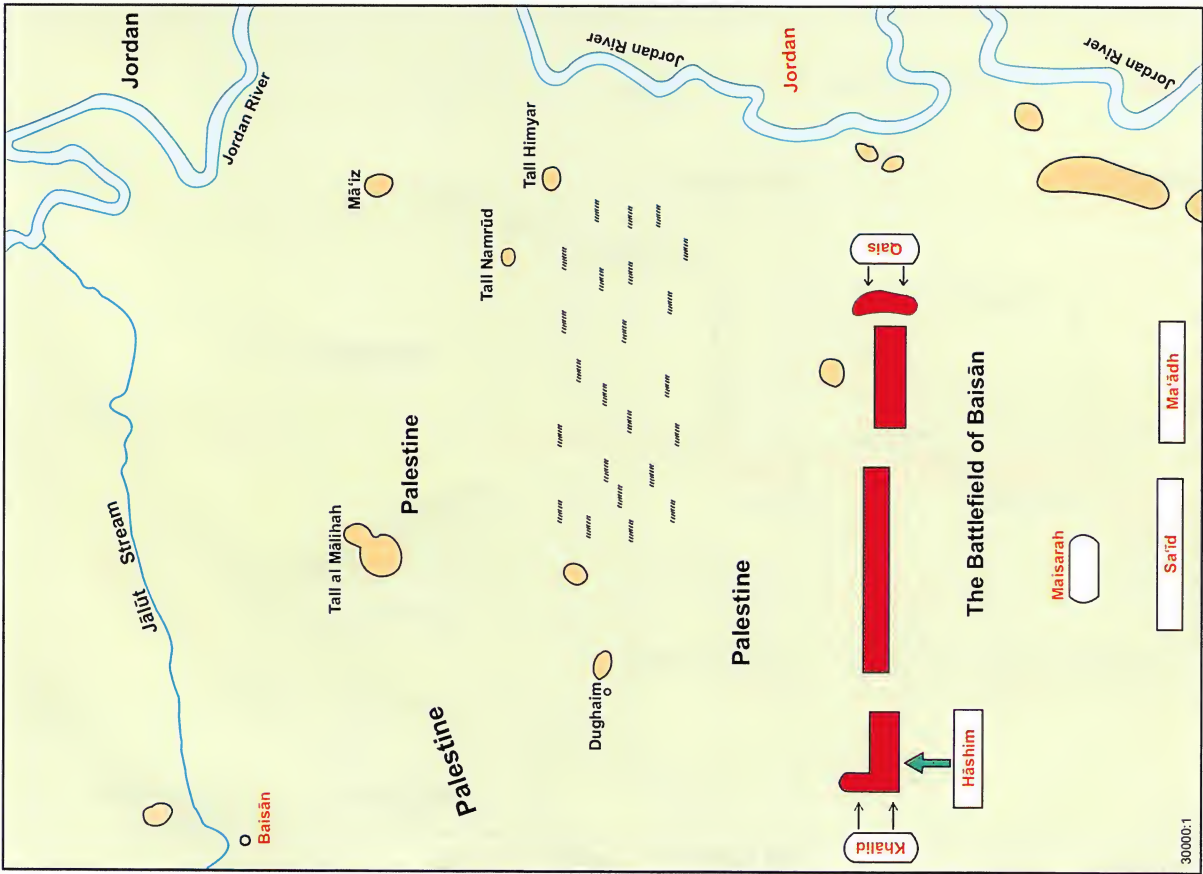 Jordan
Jordan River
Jordan River
Jordan
Jordan River
Mā‘iz
Tall Himyar
Tall Namrūd
Palestine
Tall al Mālihah
Jālūt Stream
Baisān
Palestine
Dughaim
Palestine
Qais
The Battlefield of Baisān
Ma‘ādh
Maisarah
Sa‘īd
Hāshim
Khālid
30000:1